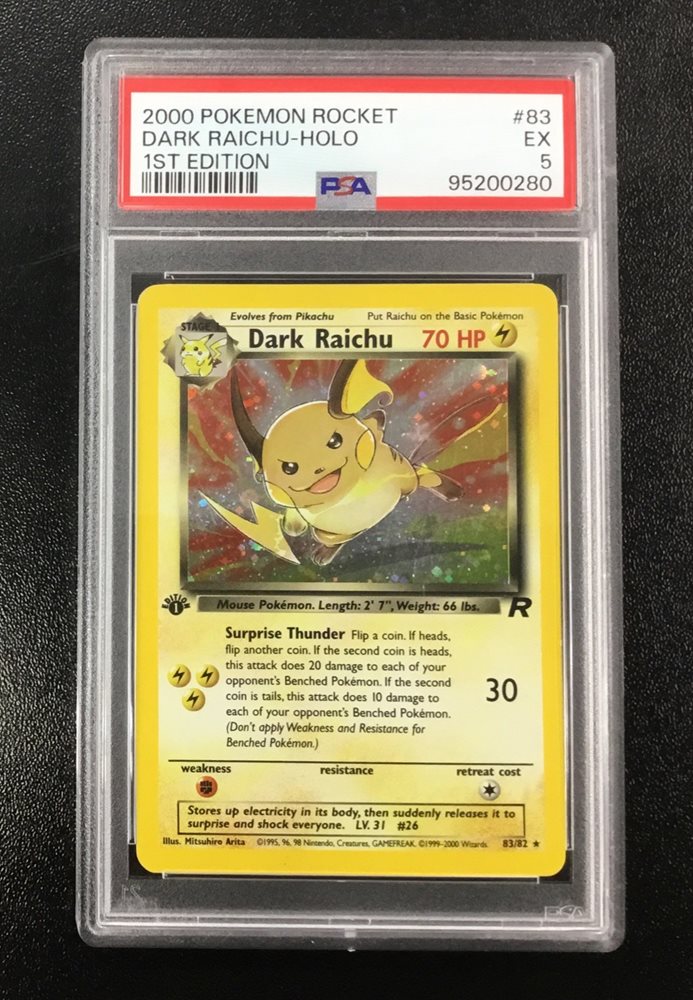 2000 POKEMON ROCKET #83
DARK RAICHU-HOLO EX
1ST EDITION 5
PSA 95200280
Evolves from Pikachu Put Raichu on the Basic Pokémon
STAGE 1
Dark Raichu 70 HP
EDITION
1
Mouse Pokémon. Length: 2' 7", Weight: 66 lbs. R
Surprise Thunder Flip a coin. If heads,
flip another coin. If the second coin is heads,
this attack does 20 damage to each of your
opponent's Benched Pokémon. If the second
coin is tails, this attack does 10 damage to
each of your opponent's Benched Pokémon.
(Don't apply Weakness and Resistance for
Benched Pokémon.)
30
weakness resistance retreat cost
Stores up electricity in its body, then suddenly releases it to
surprise and shock everyone. LV. 31 #26
Illus. Mitsuhiro Arita ©1995, 96, 98 Nintendo, Creatures, GAMEFREAK. ©1999-2000 Wizards. 83/82 ★